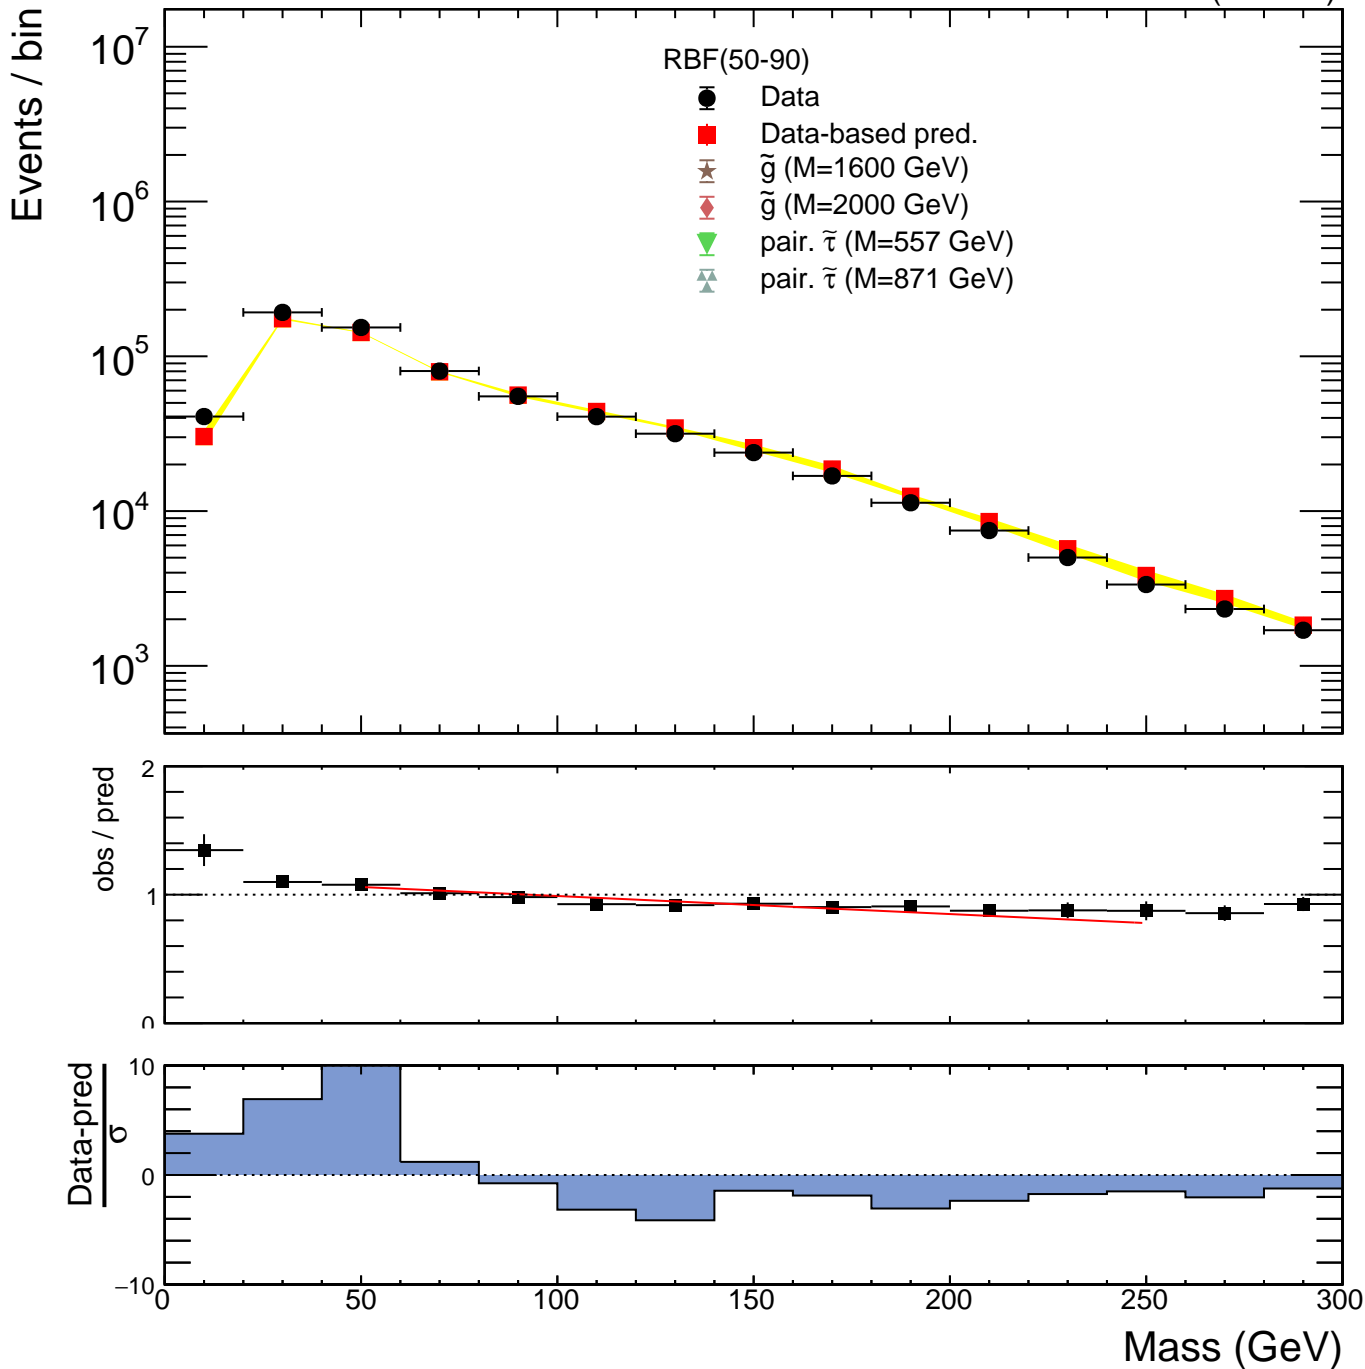 Events / bin
10^7
10^6
10^5
10^4
10^3
RBF(50-90)
Data
Data-based pred.
g̃ (M=1600 GeV)
g̃ (M=2000 GeV)
pair. τ̃ (M=557 GeV)
pair. τ̃ (M=871 GeV)
obs / pred
2
1
0
Data-pred
σ
10
0
−10
0 50 100 150 200 250 300
Mass (GeV)